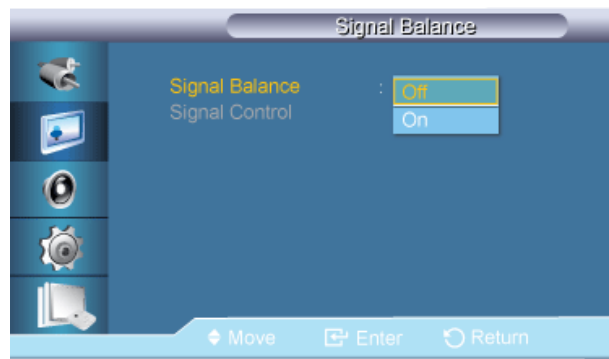 Signal Balance
Signal Balance : Off
Signal Control On
Move Enter Return